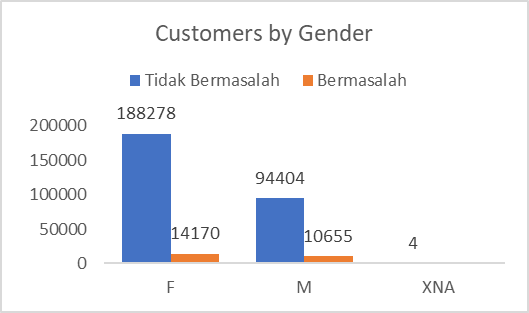 Customers by Gender
Tidak Bermasalah Bermasalah
188278
200000
150000
94404
100000
50000
14170 10655 4
0
F M XNA